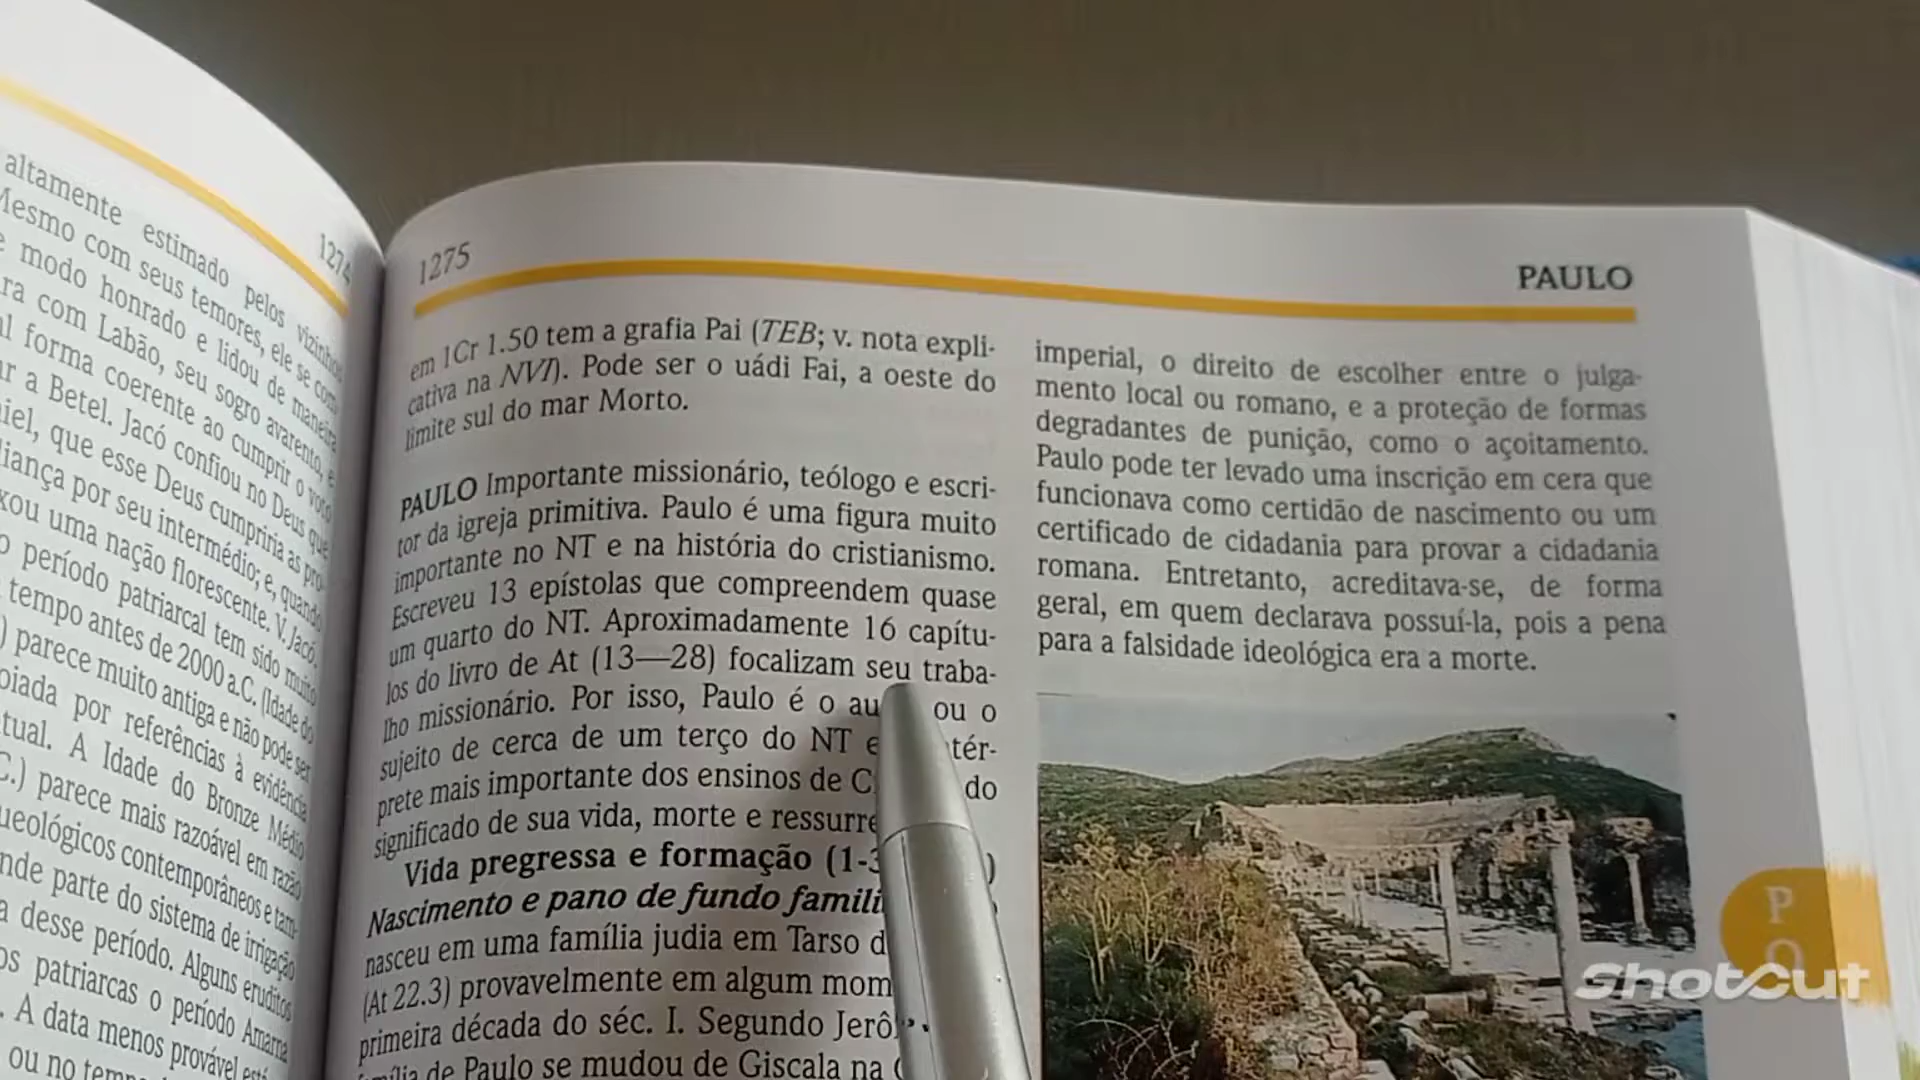 altamente estimado pelos vizinhos
Mesmo com seus temores, ele se com
modo honrado e lidou de maneira
ra com Labão, seu sogro avarento, e
al forma coerente ao cumprir o voto
ar a Betel. Jacó confiou no Deus que
iel, que esse Deus cumpriria as pro-
liança por seu intermédio; e, quando
xou uma nação florescente. V. Jacó.
o período patriarcal tem sido muito
tempo antes de 2000 a.C. (Idade do
) parece muito antiga e não pode ser
oiada por referências à evidência
tual. A Idade do Bronze Médio
C.) parece mais razoável em razão
ueológicos contemporâneos e tam-
nde parte do sistema de irrigação
a desse período. Alguns eruditos
os patriarcas o período Amarna
. A data menos provável está
ou no
1274
1275
PAULO
em 1Cr 1.50 tem a grafia Pai (TEB; v. nota expli-
cativa na NVI). Pode ser o uádi Fai, a oeste do
limite sul do mar Morto.
PAULO Importante missionário, teólogo e escri-
tor da igreja primitiva. Paulo é uma figura muito
importante no NT e na história do cristianismo.
Escreveu 13 epístolas que compreendem quase
um quarto do NT. Aproximadamente 16 capítu-
los do livro de At (13—28) focalizam seu traba-
lho missionário. Por isso, Paulo é o au ou o
sujeito de cerca de um terço do NT e tér-
prete mais importante dos ensinos de C do
significado de sua vida, morte e ressurre
Vida pregressa e formação (1-3 )
Nascimento e pano de fundo famili
nasceu em uma família judia em Tarso d
(At 22.3) provavelmente em algum mom
primeira década do séc. I. Segundo Jerô
mília de Paulo se mudou de Giscala na
imperial, o direito de escolher entre o julga-
mento local ou romano, e a proteção de formas
degradantes de punição, como o açoitamento.
Paulo pode ter levado uma inscrição em cera que
funcionava como certidão de nascimento ou um
certificado de cidadania para provar a cidadania
romana. Entretanto, acreditava-se, de forma
geral, em quem declarava possuí-la, pois a pena
para a falsidade ideológica era a morte.
P
Q
ShotCut